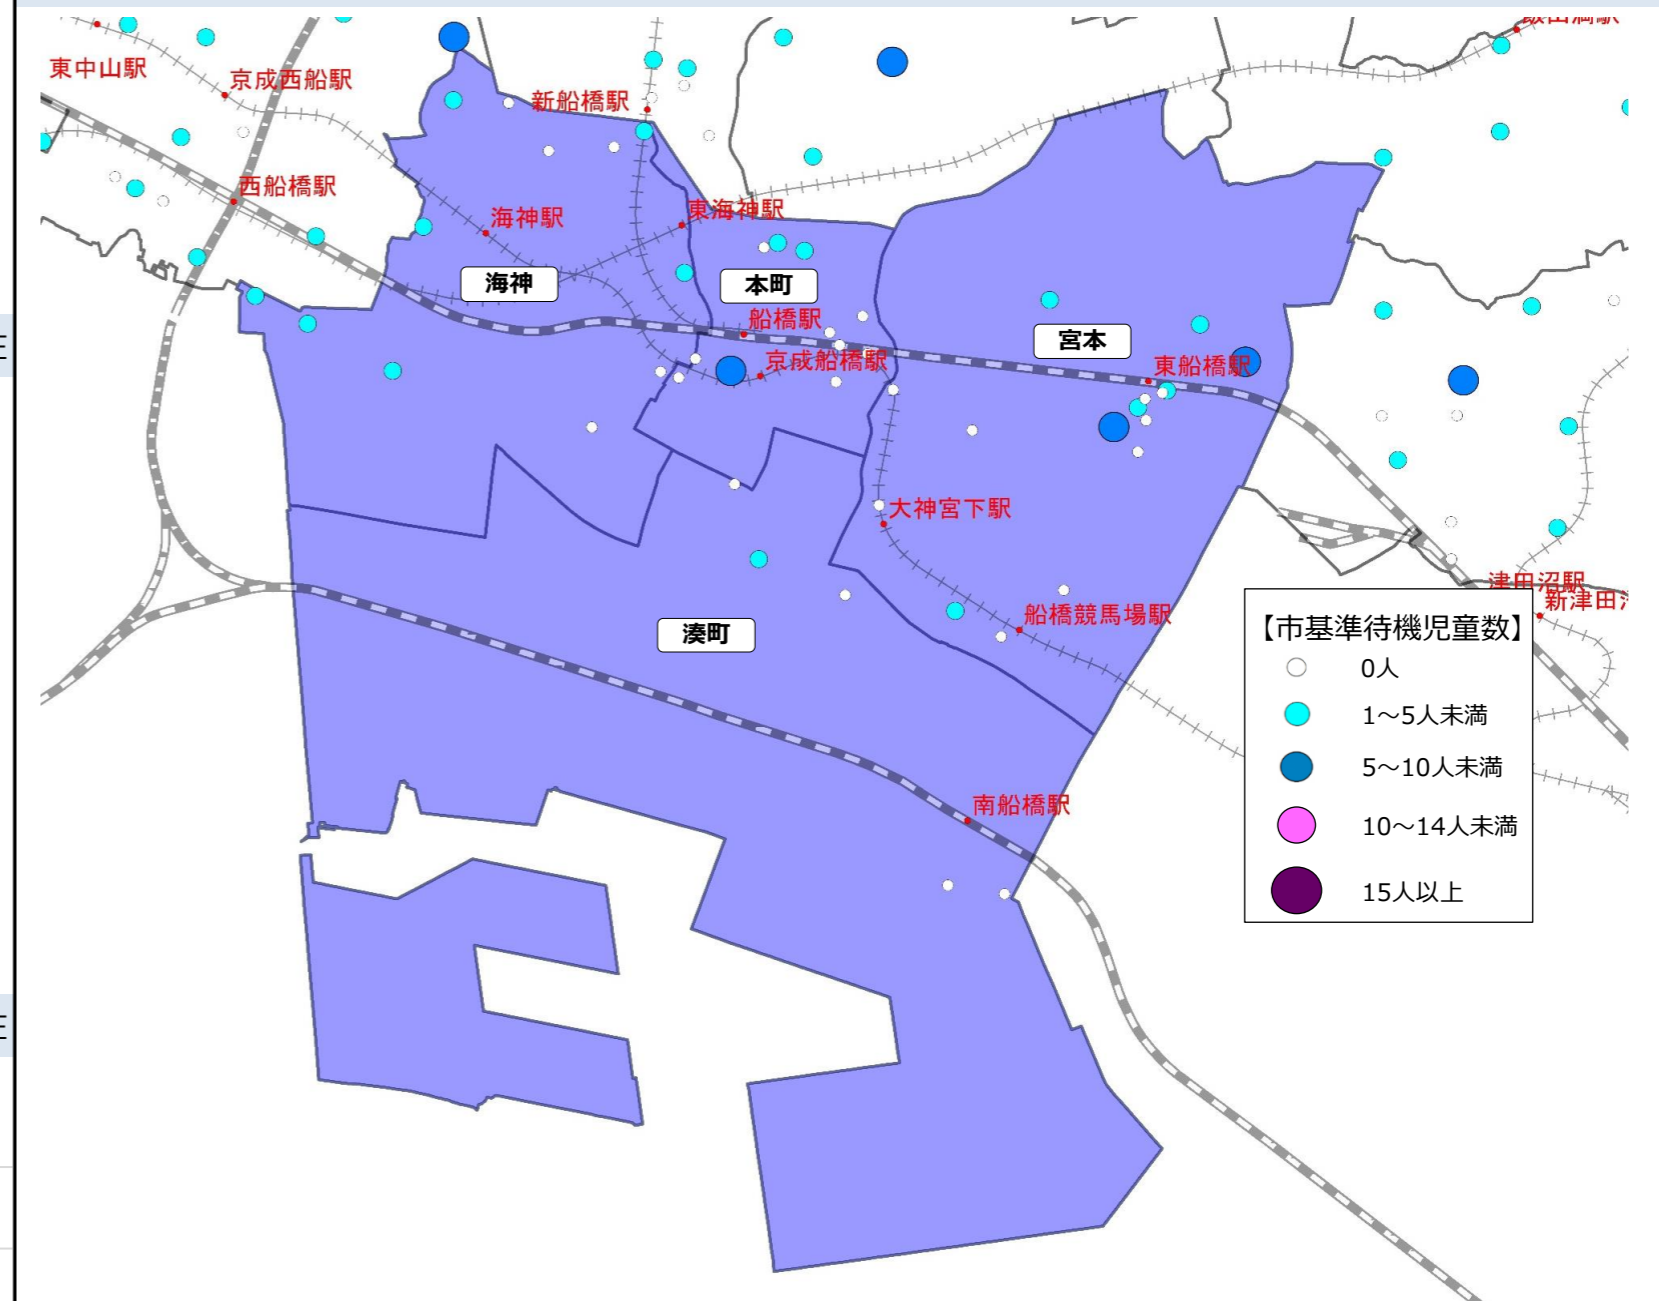 飯山満駅
東中山駅
京成西船駅
新船橋駅
西船橋駅
海神駅
東海神駅
海神
本町
船橋駅
宮本
京成船橋駅
東船橋駅
大神宮下駅
津田沼駅
新津田沼
船橋競馬場駅
湊町
南船橋駅
【市基準待機児童数】
0人
1～5人未満
5～10人未満
10～14人未満
15人以上